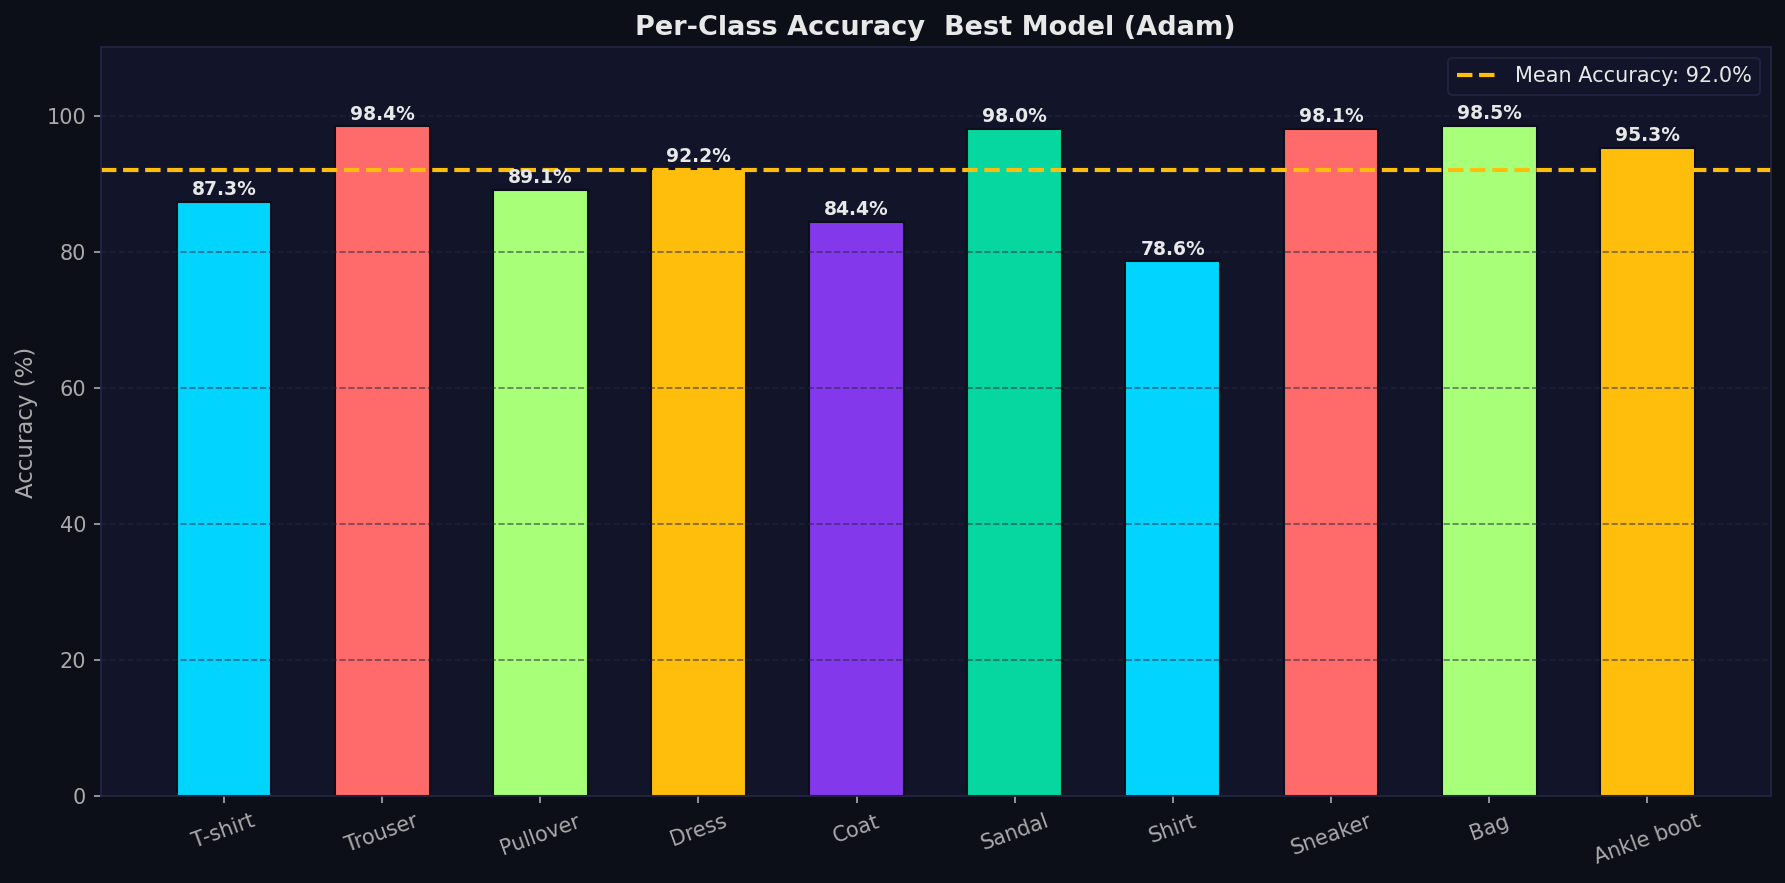 Per-Class Accuracy  Best Model (Adam)
Mean Accuracy: 92.0%
Accuracy (%)
100
80
60
40
20
0
87.3%
98.4%
89.1%
92.2%
84.4%
98.0%
78.6%
98.1%
98.5%
95.3%
T-shirt
Trouser
Pullover
Dress
Coat
Sandal
Shirt
Sneaker
Bag
Ankle boot